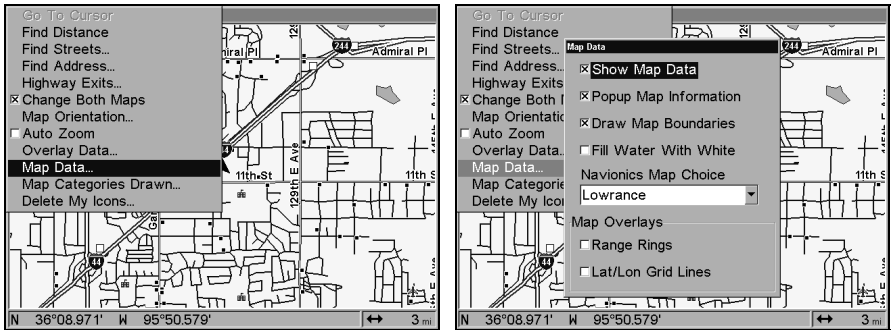 Go To Cursor
Find Distance
Find Streets...
Find Address...
Highway Exits...
Change Both Maps
Map Orientation...
Auto Zoom
Overlay Data...
Map Data...
Map Categories Drawn...
Delete My Icons...
129
244
Admiral Pl
44
11th St
129th E Ave
145th E A
44
N 36°08.971' W 95°50.579' 3 mi
Go To Cursor
Find Distance
Find Streets...
Find Address...
Highway Exits
Change Both
Map Orientatio
Auto Zoom
Overlay Data...
Map Data...
Map Categorie
Delete My Icon
244
Admiral Pl
11th S
44
Map Data
Show Map Data
Popup Map Information
Draw Map Boundaries
Fill Water With White
Navionics Map Choice
Lowrance
Map Overlays
Range Rings
Lat/Lon Grid Lines
N 36°08.971' W 95°50.579' 3 mi